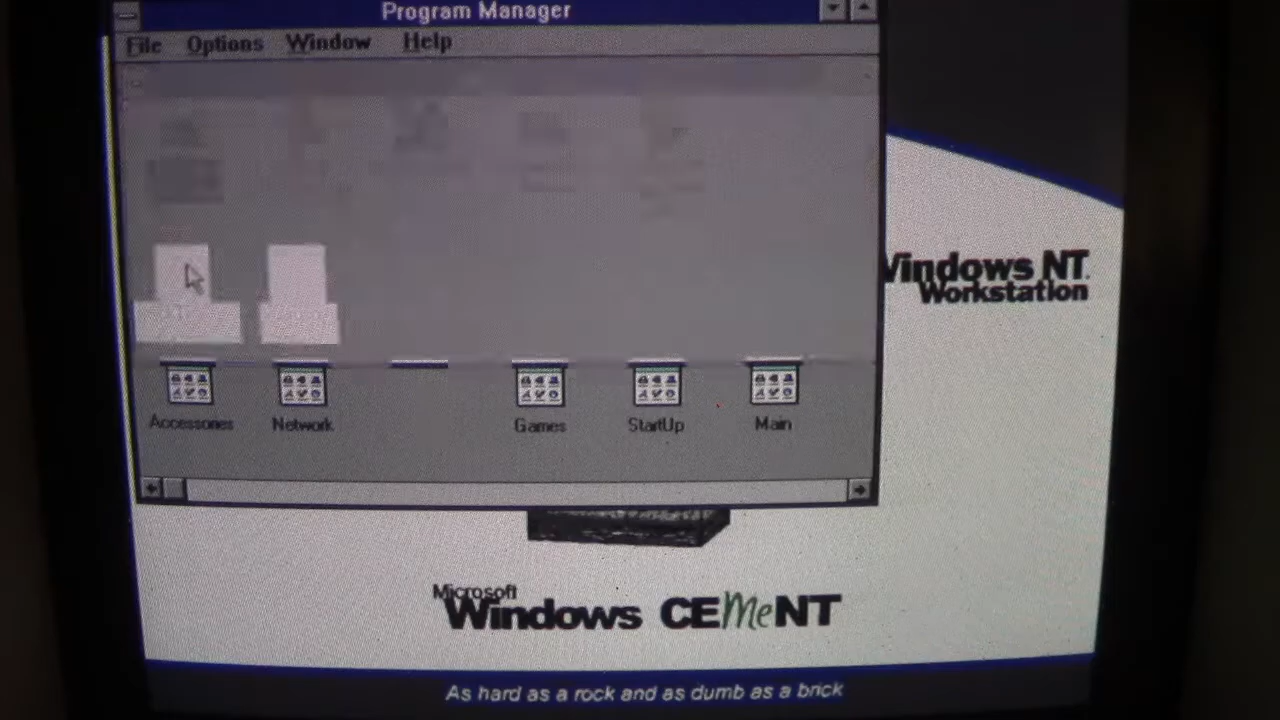 Program Manager
File Options Window Help
Windows NT.
Workstation
Accessories Network Games StartUp Main
Microsoft
Windows CEMeNT
As hard as a rock and as dumb as a brick